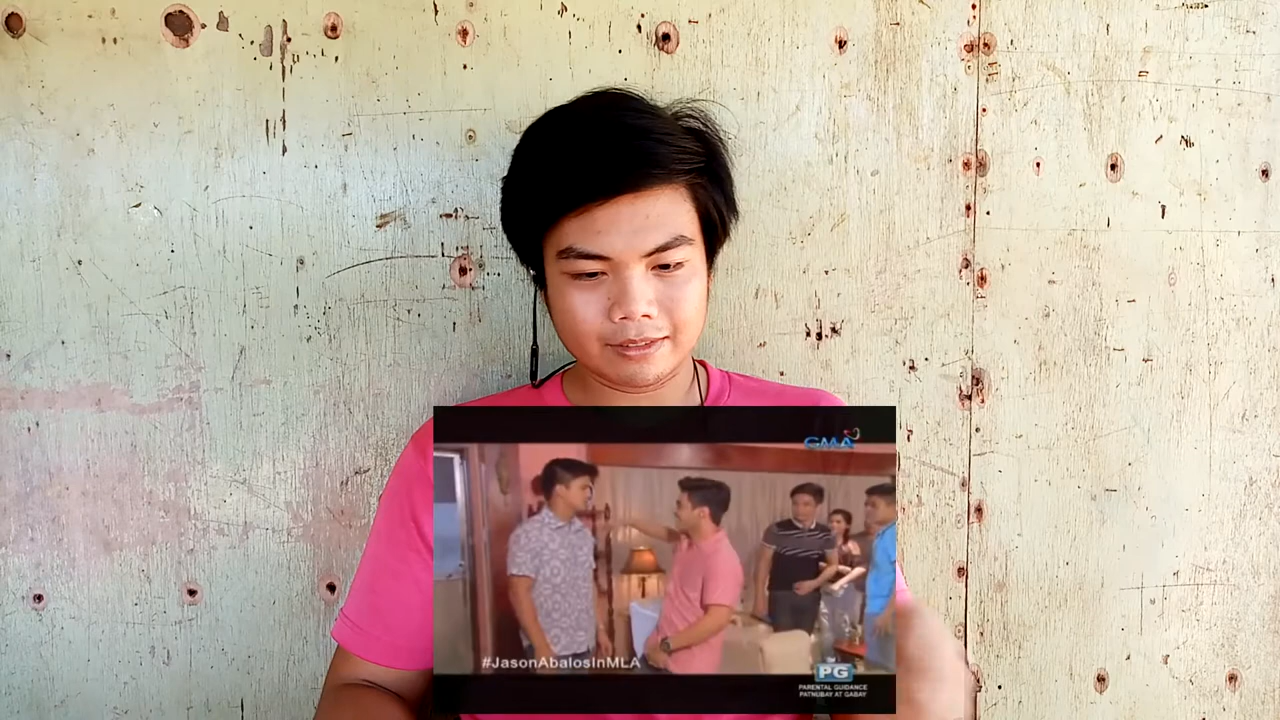 GMA
#JasonAbalosInMLA
PG
PARENTAL GUIDANCE
PATNUBAY AT GABAY